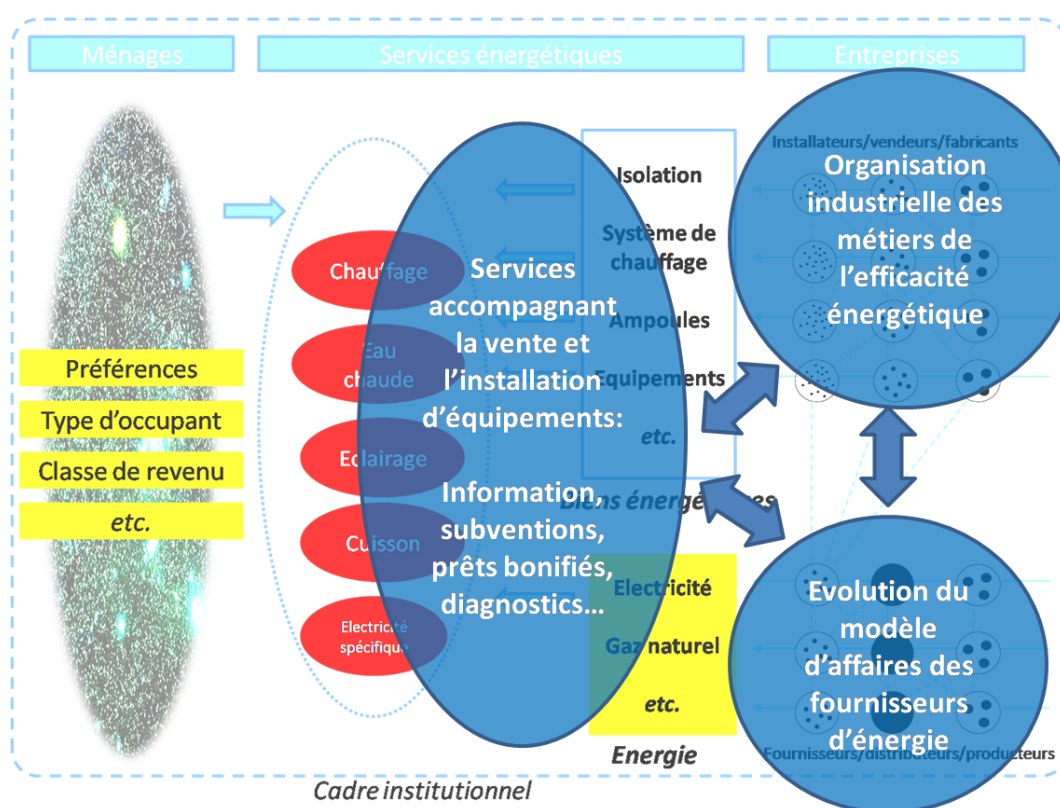 Ménages
Services énergétiques
Entreprises
Préférences
Type d’occupant
Classe de revenu
etc.
Chauffage
Eau
chaude
Eclairage
Cuisson
Electricité
spécifique
Services
accompagnant
la vente et
l’installation
d’équipements:
Information,
subventions,
prêts bonifiés,
diagnostics…
Isolation
Système de
chauffage
Ampoules
Equipements
etc.
Biens énergétiques
Electricité
Gaz naturel
etc.
Energie
Installateurs/vendeurs/fabricants
Organisation
industrielle des
métiers de
l’efficacité
énergétique
Evolution du
modèle
d’affaires des
fournisseurs
d’énergie
Fournisseurs/distributeurs/producteurs
Cadre institutionnel